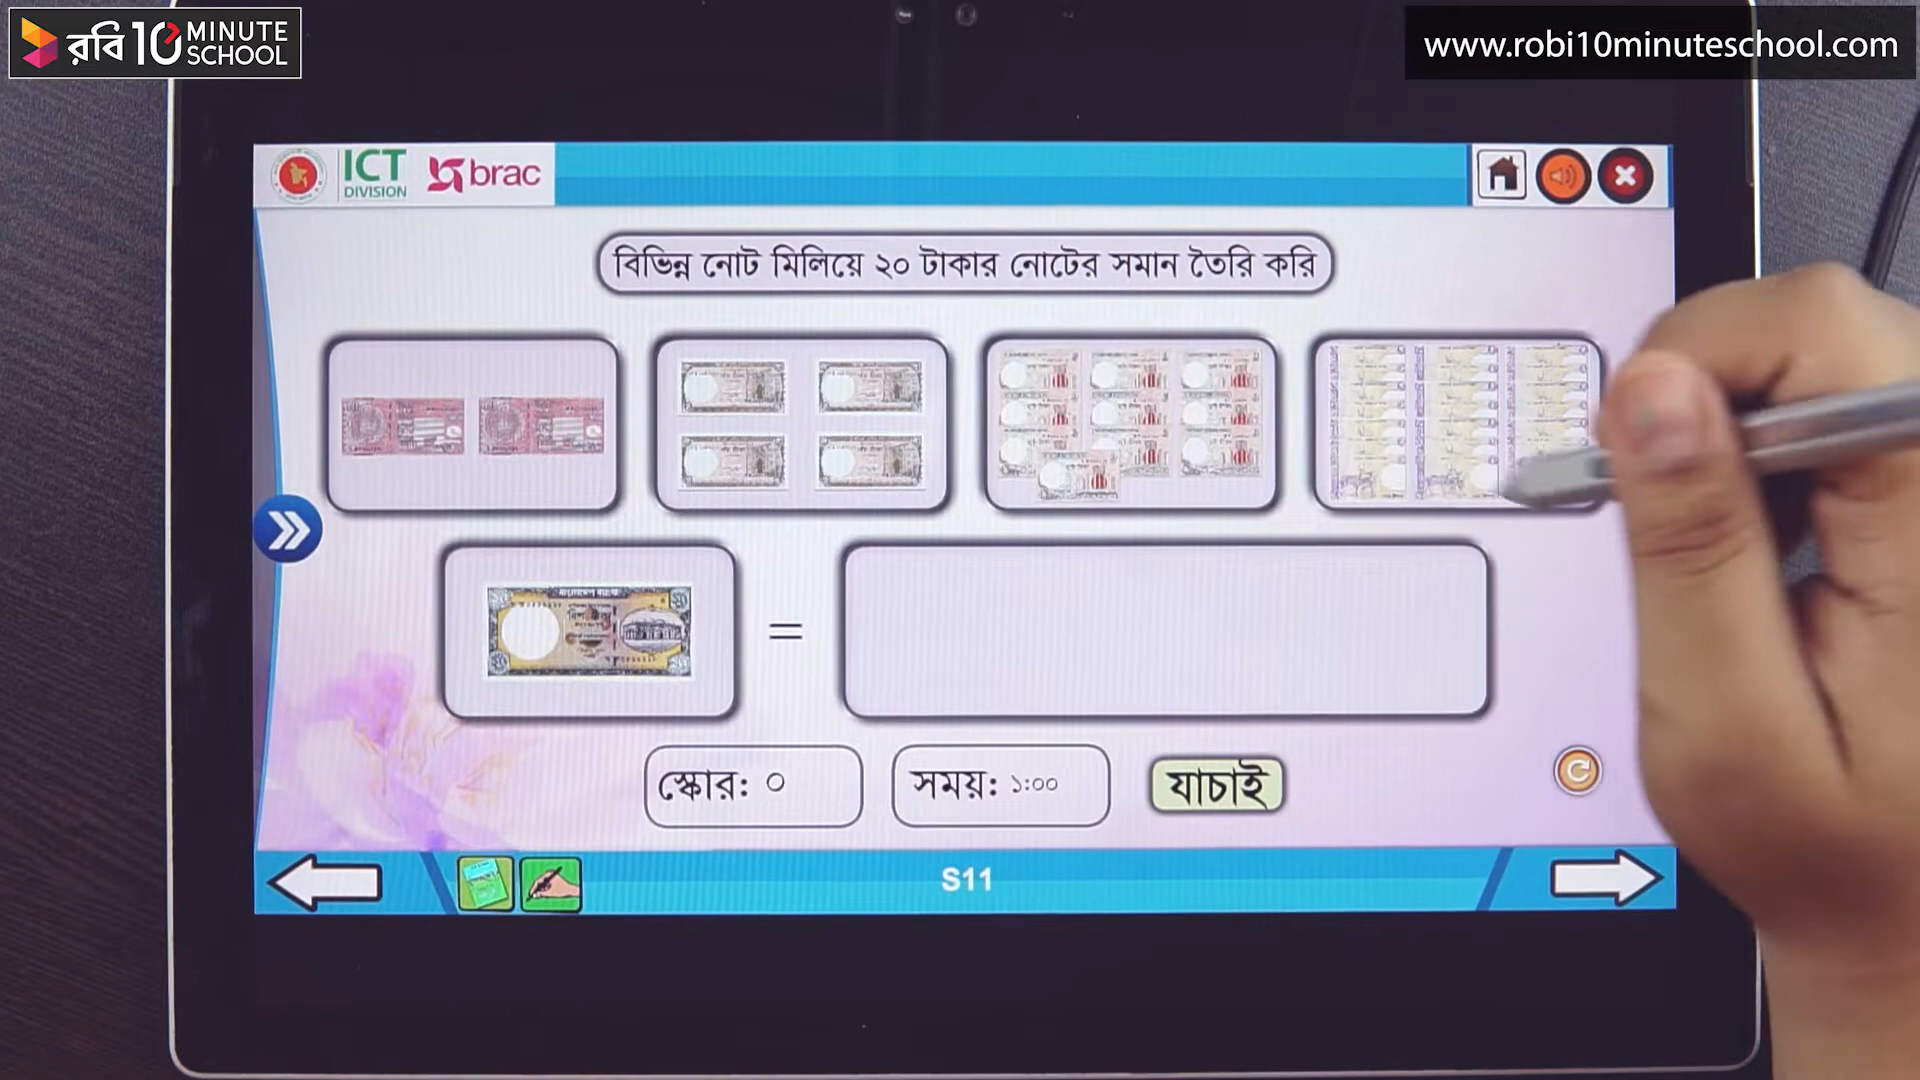 রবি 10 MINUTE SCHOOL
www.robi10minuteschool.com
ICT DIVISION
brac
বিভিন্ন নোট মিলিয়ে ২০ টাকার নোটের সমান তৈরি করি
=
স্কোর: ০
সময়: ১:০০
যাচাই
S11